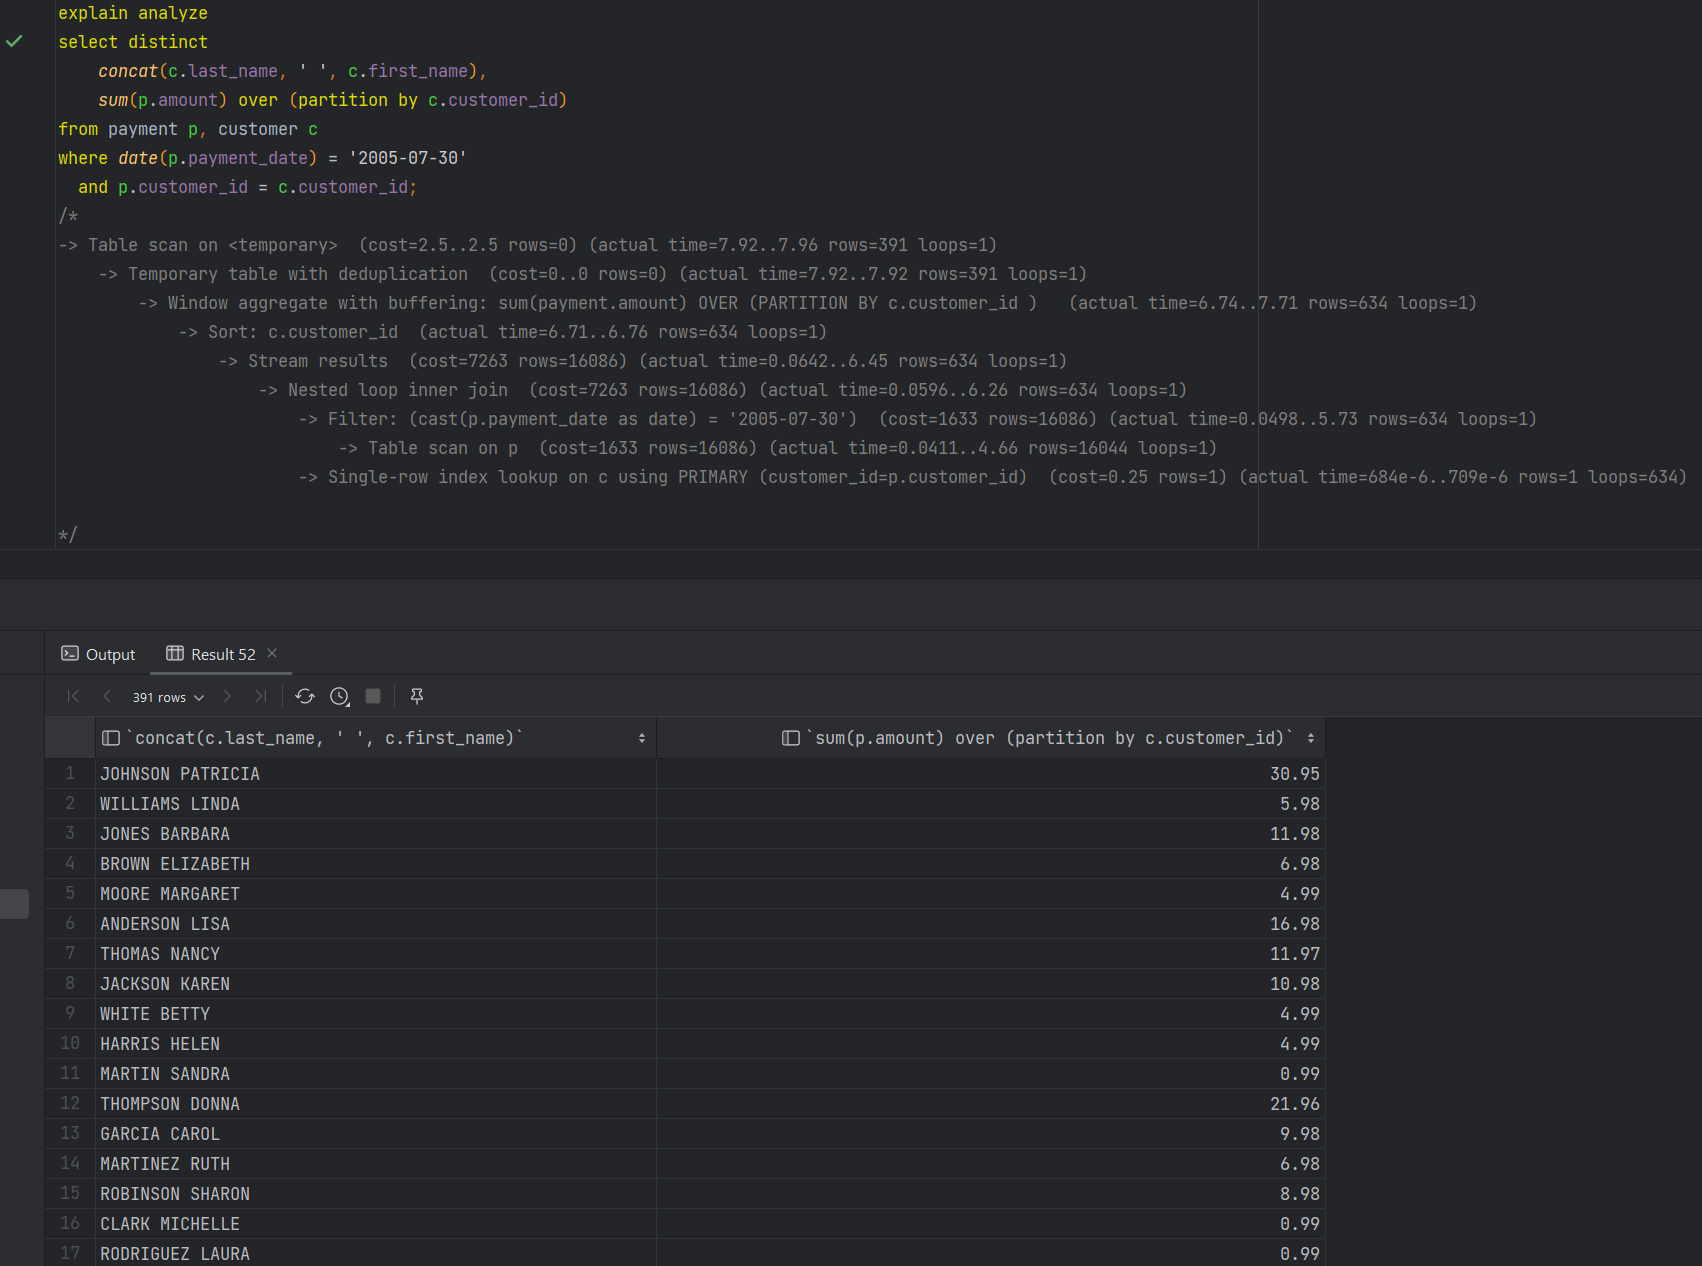 explain analyze
select distinct
    concat(c.last_name, ' ', c.first_name),
    sum(p.amount) over (partition by c.customer_id)
from payment p, customer c
where date(p.payment_date) = '2005-07-30'
  and p.customer_id = c.customer_id;
/*
-> Table scan on <temporary>  (cost=2.5..2.5 rows=0) (actual time=7.92..7.96 rows=391 loops=1)
    -> Temporary table with deduplication  (cost=0..0 rows=0) (actual time=7.92..7.92 rows=391 loops=1)
        -> Window aggregate with buffering: sum(payment.amount) OVER (PARTITION BY c.customer_id )   (actual time=6.74..7.71 rows=634 loops=1)
            -> Sort: c.customer_id  (actual time=6.71..6.76 rows=634 loops=1)
                -> Stream results  (cost=7263 rows=16086) (actual time=0.0642..6.45 rows=634 loops=1)
                    -> Nested loop inner join  (cost=7263 rows=16086) (actual time=0.0596..6.26 rows=634 loops=1)
                        -> Filter: (cast(p.payment_date as date) = '2005-07-30')  (cost=1633 rows=16086) (actual time=0.0498..5.73 rows=634 loops=1)
                            -> Table scan on p  (cost=1633 rows=16086) (actual time=0.0411..4.66 rows=16044 loops=1)
                        -> Single-row index lookup on c using PRIMARY (customer_id=p.customer_id)  (cost=0.25 rows=1) (actual time=684e-6..709e-6 rows=1 loops=634)
*/
Output Result 52
391 rows
`concat(c.last_name, ' ', c.first_name)` `sum(p.amount) over (partition by c.customer_id)`
1 JOHNSON PATRICIA 30.95
2 WILLIAMS LINDA 5.98
3 JONES BARBARA 11.98
4 BROWN ELIZABETH 6.98
5 MOORE MARGARET 4.99
6 ANDERSON LISA 16.98
7 THOMAS NANCY 11.97
8 JACKSON KAREN 10.98
9 WHITE BETTY 4.99
10 HARRIS HELEN 4.99
11 MARTIN SANDRA 0.99
12 THOMPSON DONNA 21.96
13 GARCIA CAROL 9.98
14 MARTINEZ RUTH 6.98
15 ROBINSON SHARON 8.98
16 CLARK MICHELLE 0.99
17 RODRIGUEZ LAURA 0.99